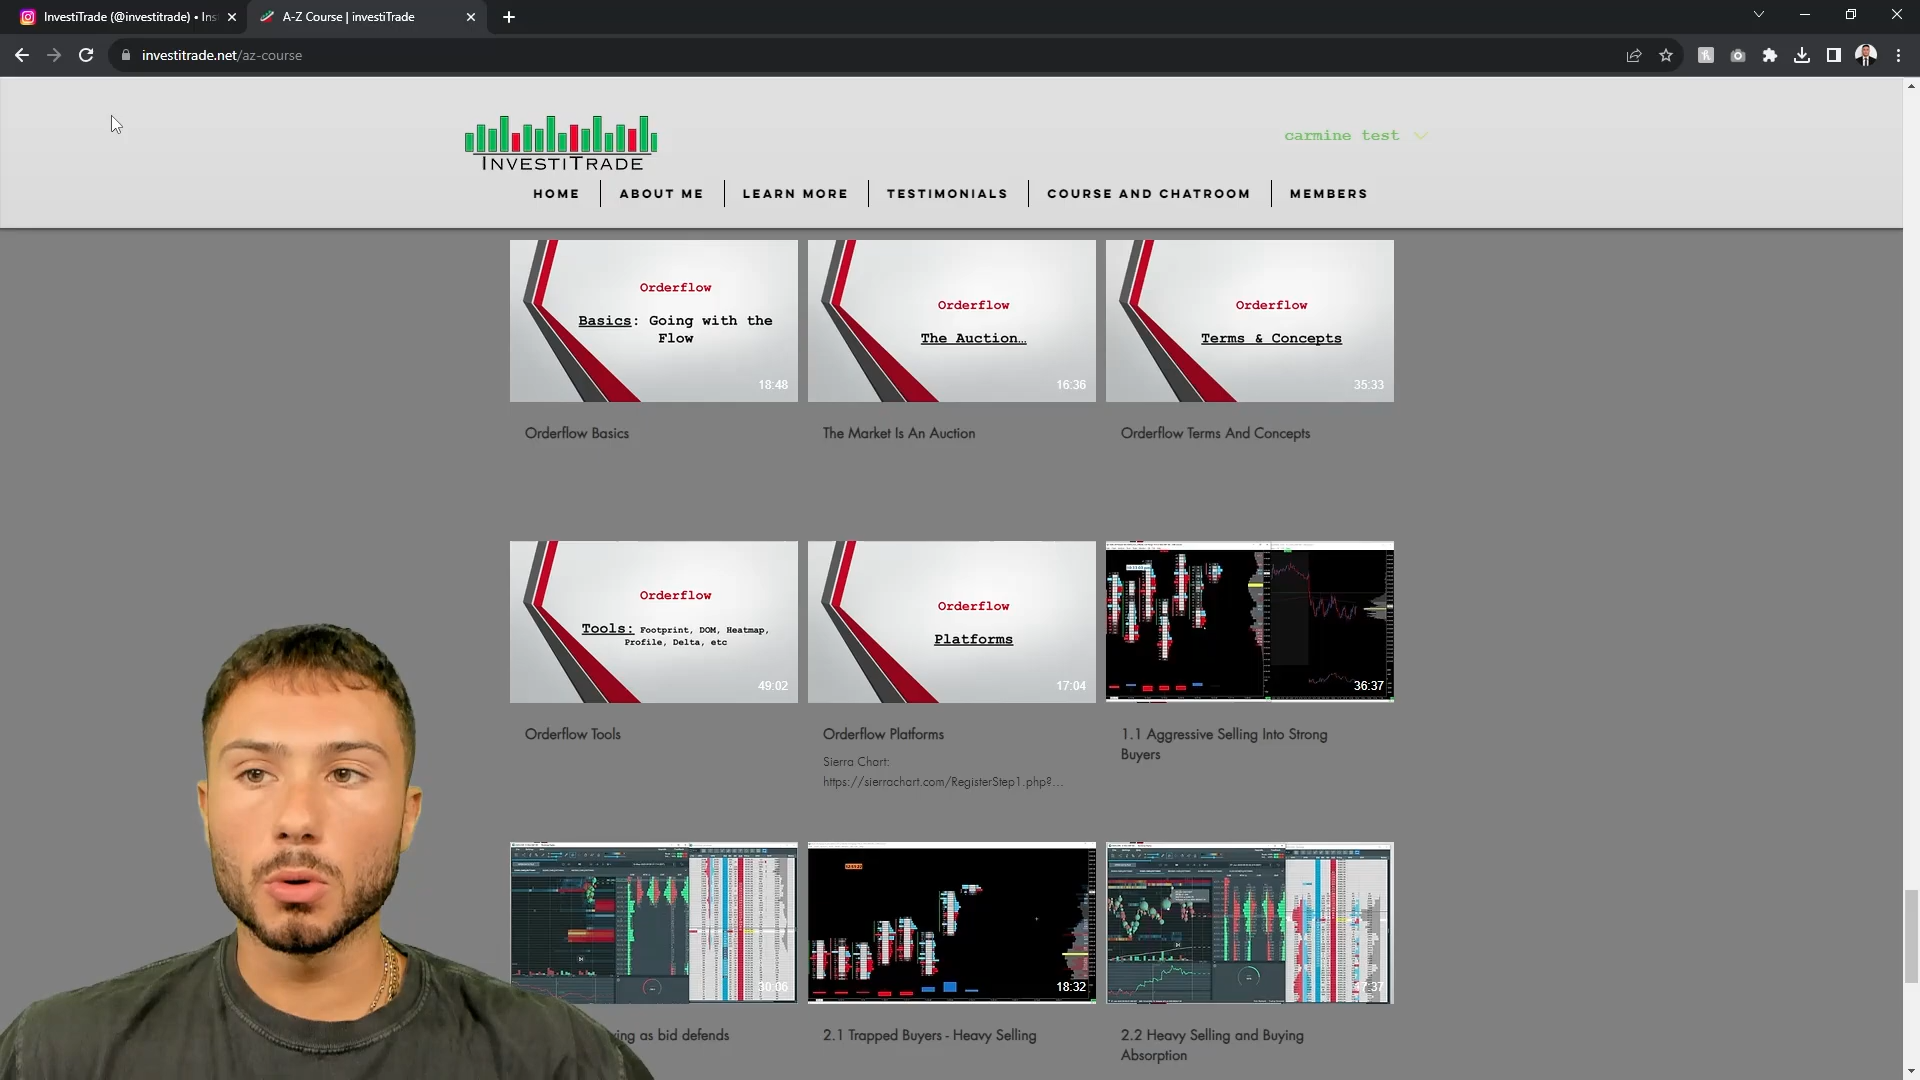 InvestiTrade (@investitrade) • Ins
A-Z Course | investiTrade
investitrade.net/az-course
INVESTITRADE
carmine test
HOME
ABOUT ME
LEARN MORE
TESTIMONIALS
COURSE AND CHATROOM
MEMBERS
Orderflow
Basics: Going with the
Flow
18:48
Orderflow
The Auction…
16:36
Orderflow
Terms & Concepts
35:33
Orderflow Basics
The Market Is An Auction
Orderflow Terms And Concepts
Orderflow
Tools: Footprint, DOM, Heatmap,
Profile, Delta, etc
49:02
Orderflow
Platforms
17:04
36:37
Orderflow Tools
Orderflow Platforms
Sierra Chart:
https://sierrachart.com/RegisterStep1.php?...
1.1 Aggressive Selling Into Strong
Buyers
30:06
18:32
as bid defends
2.1 Trapped Buyers - Heavy Selling
2.2 Heavy Selling and Buying
Absorption